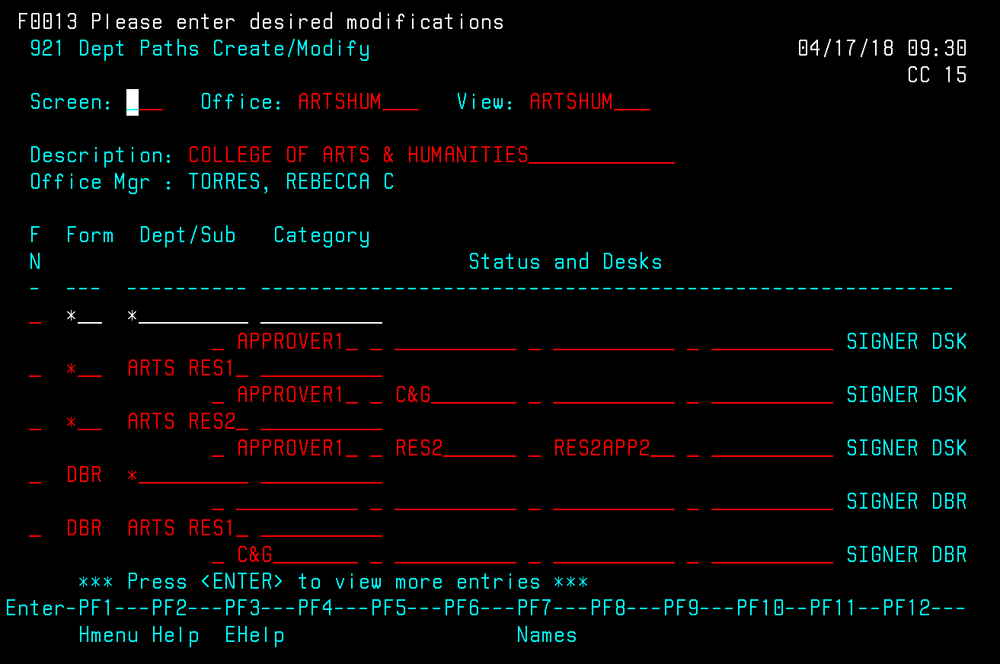 F0013 Please enter desired modifications
921 Dept Paths Create/Modify 04/17/18 09:30
CC 15
Screen: ___ Office: ARTSHUM___ View: ARTSHUM___
Description: COLLEGE OF ARTS & HUMANITIES____________
Office Mgr : TORRES, REBECCA C
F Form Dept/Sub Category
N Status and Desks
- --- ---------- ---------------------------------------------------------
_ *__ *_________ __________
_ APPROVER1_ _ __________ _ __________ _ __________ SIGNER DSK
_ *__ ARTS RES1_ __________
_ APPROVER1_ _ C&G_______ _ __________ _ __________ SIGNER DSK
_ *__ ARTS RES2_ __________
_ APPROVER1_ _ RES2______ _ RES2APP2__ _ __________ SIGNER DSK
_ DBR *_________ __________
_ __________ _ __________ _ __________ _ __________ SIGNER DBR
_ DBR ARTS RES1_ __________
_ C&G_______ _ __________ _ __________ _ __________ SIGNER DBR
*** Press <ENTER> to view more entries ***
Enter-PF1---PF2---PF3---PF4---PF5---PF6---PF7---PF8---PF9---PF10--PF11--PF12---
Hmenu Help EHelp Names